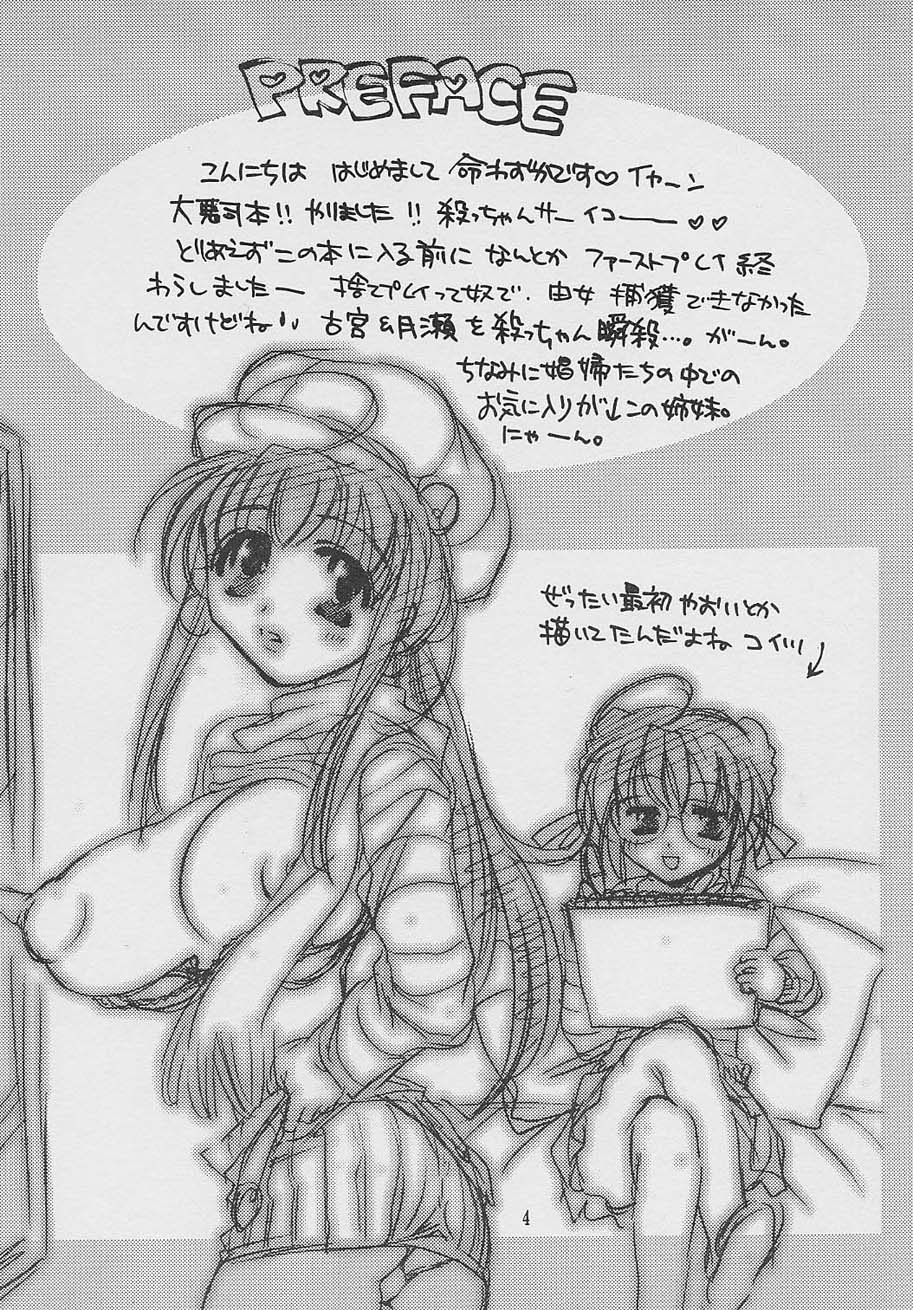 PREFACE
こんにちは はじめまして 命わずかです♡ イヤーン
大悪司本!! やりました!! 殺っちゃんサーイコー――♡♡
とりあえずこの本に入る前に なんとか ファーストプレイ終
わらしましたー 捨てプレイって奴で、由女 捕獲できなかった
んですけどね 古宮&月瀬を殺っちゃん瞬殺…。がーん。
ちなみに娼婦たちの中での
お気に入りがこの姉妹。
にゃーん。
ぜったい最初やおいとか
描いてたんだよね コイツ
4